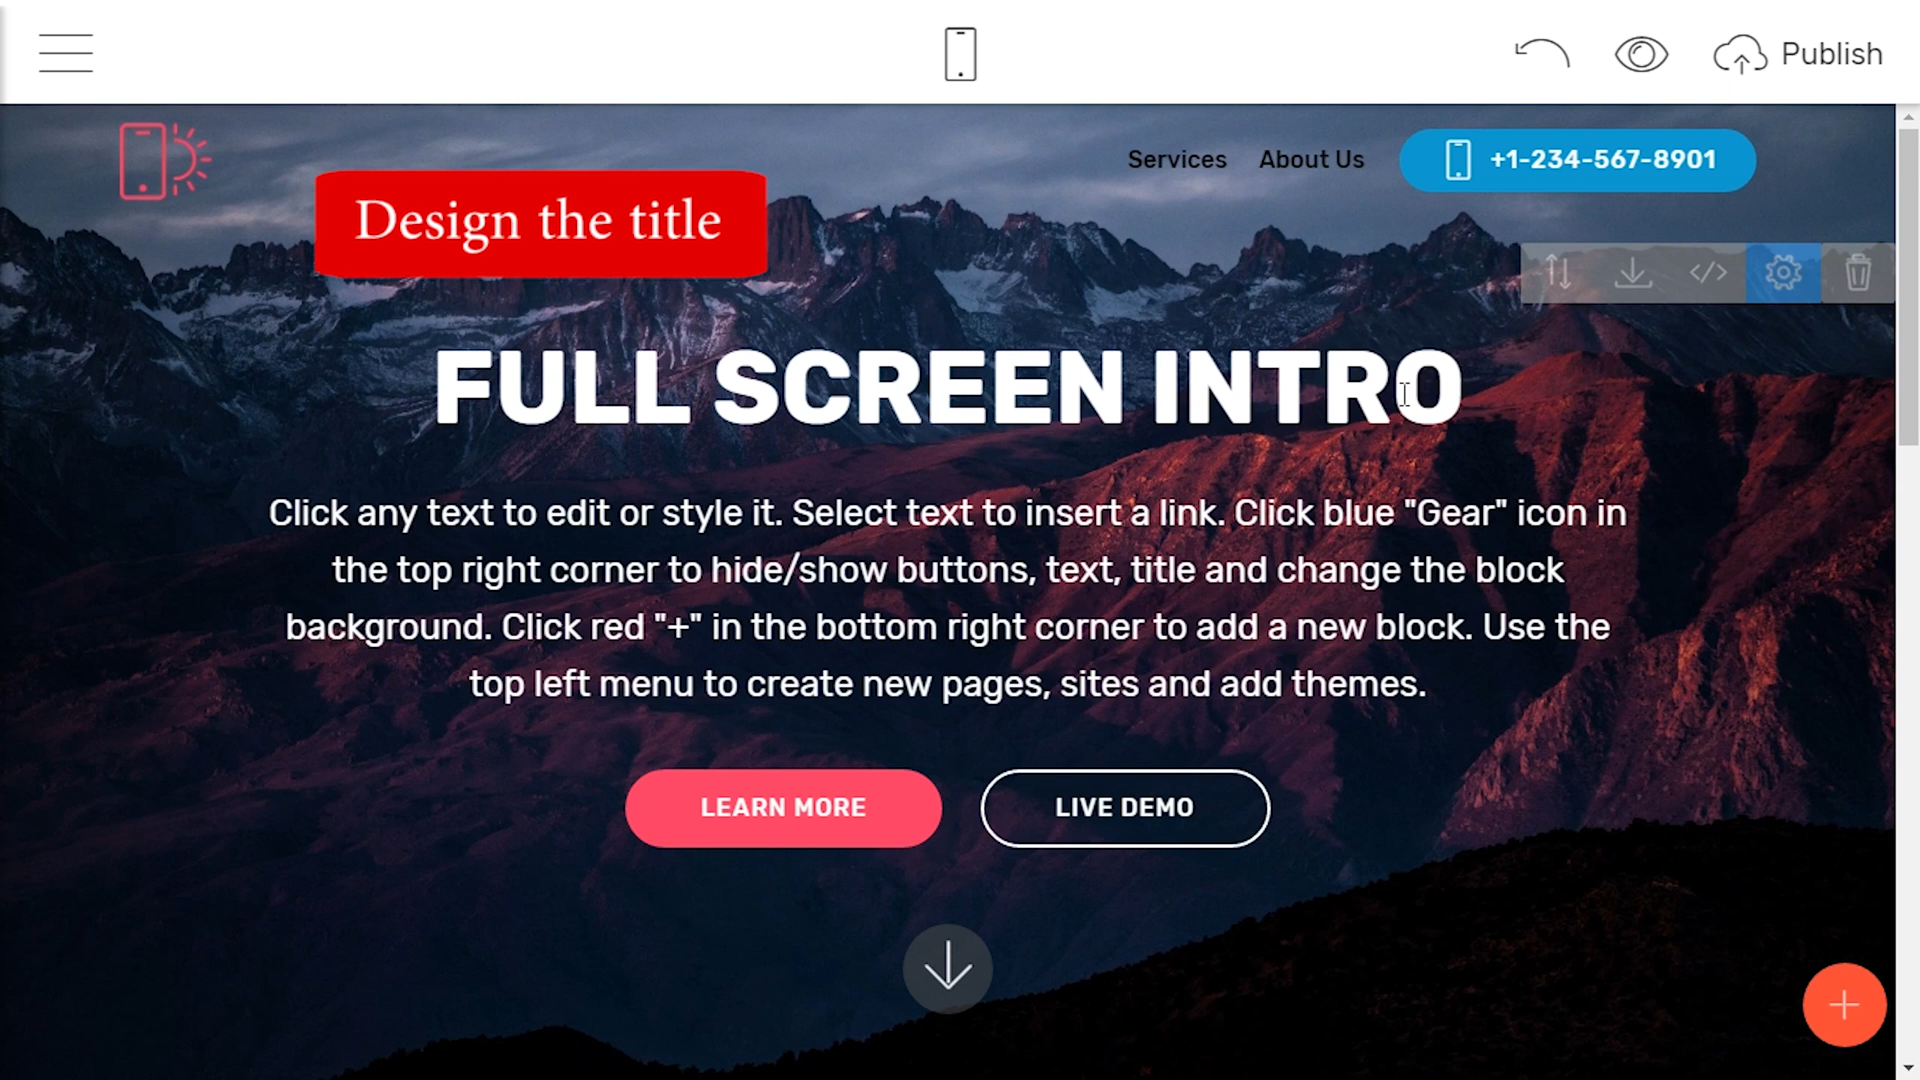 Publish
Services About Us +1-234-567-8901
Design the title
</>
FULL SCREEN INTRO
Click any text to edit or style it. Select text to insert a link. Click blue "Gear" icon in
the top right corner to hide/show buttons, text, title and change the block
background. Click red "+" in the bottom right corner to add a new block. Use the
top left menu to create new pages, sites and add themes.
LEARN MORE LIVE DEMO